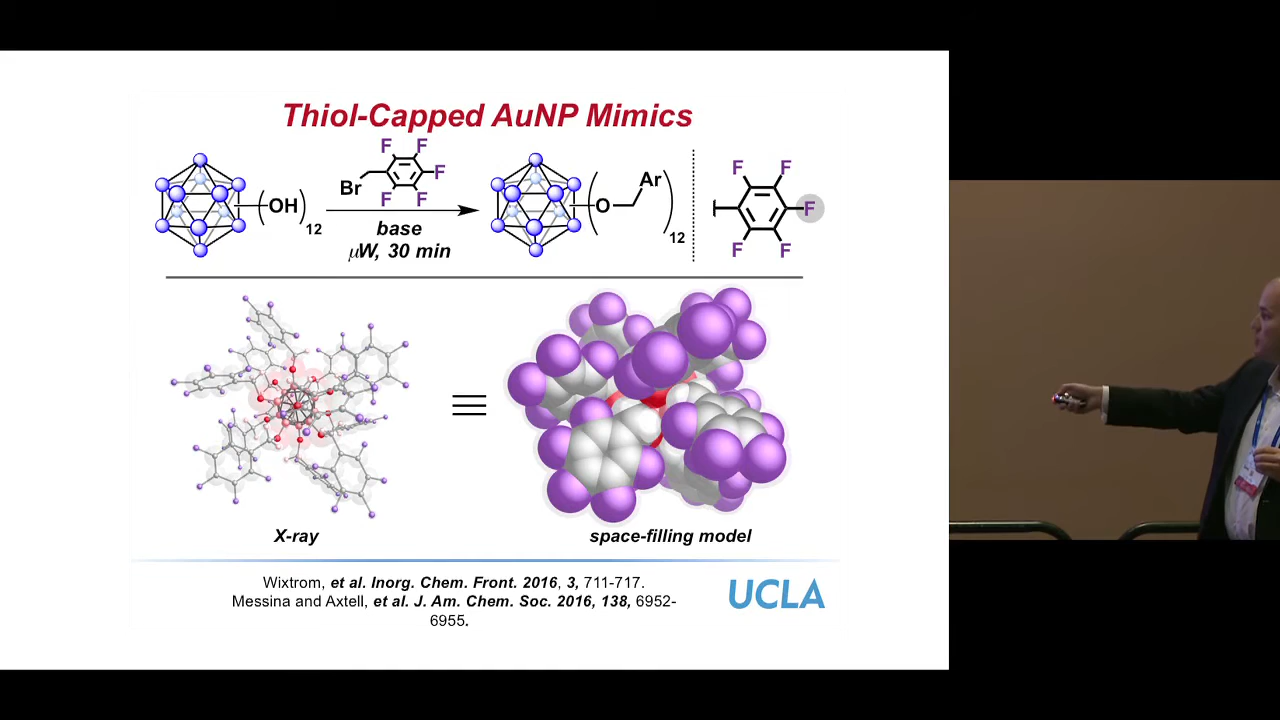 Thiol-Capped AuNP Mimics
F F
F
Br
F F
(OH)12
base
μW, 30 min
Ar
(O )12
F F
F
F F
X-ray
≡
space-filling model
Wixtrom, et al. Inorg. Chem. Front. 2016, 3, 711-717.
Messina and Axtell, et al. J. Am. Chem. Soc. 2016, 138, 6952-
6955.
UCLA